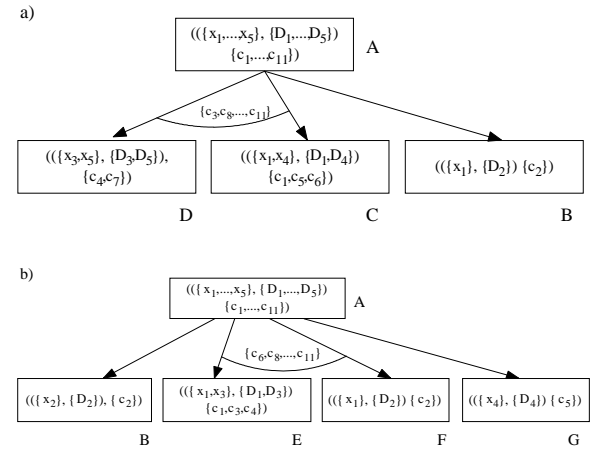 a)
(({x1,...,x5}, {D1,...,D5})
{c1,...,c11})
A
{c3,c8,...,c11}
(({x3,x5}, {D3,D5}),
{c4,c7})
(({x1,x4}, {D1,D4})
{c1,c5,c6})
(({x1}, {D2}) {c2})
D
C
B
b)
(({ x1,...,x5}, {D1,...,D5})
{c1,...,c11})
A
{c6,c8,...,c11}
(({x2}, {D2}), { c2})
(({ x1,x3}, {D1,D3})
{c1,c3,c4})
(({x1}, {D2}) { c2})
(({x4}, {D4}) { c5})
B
E
F
G